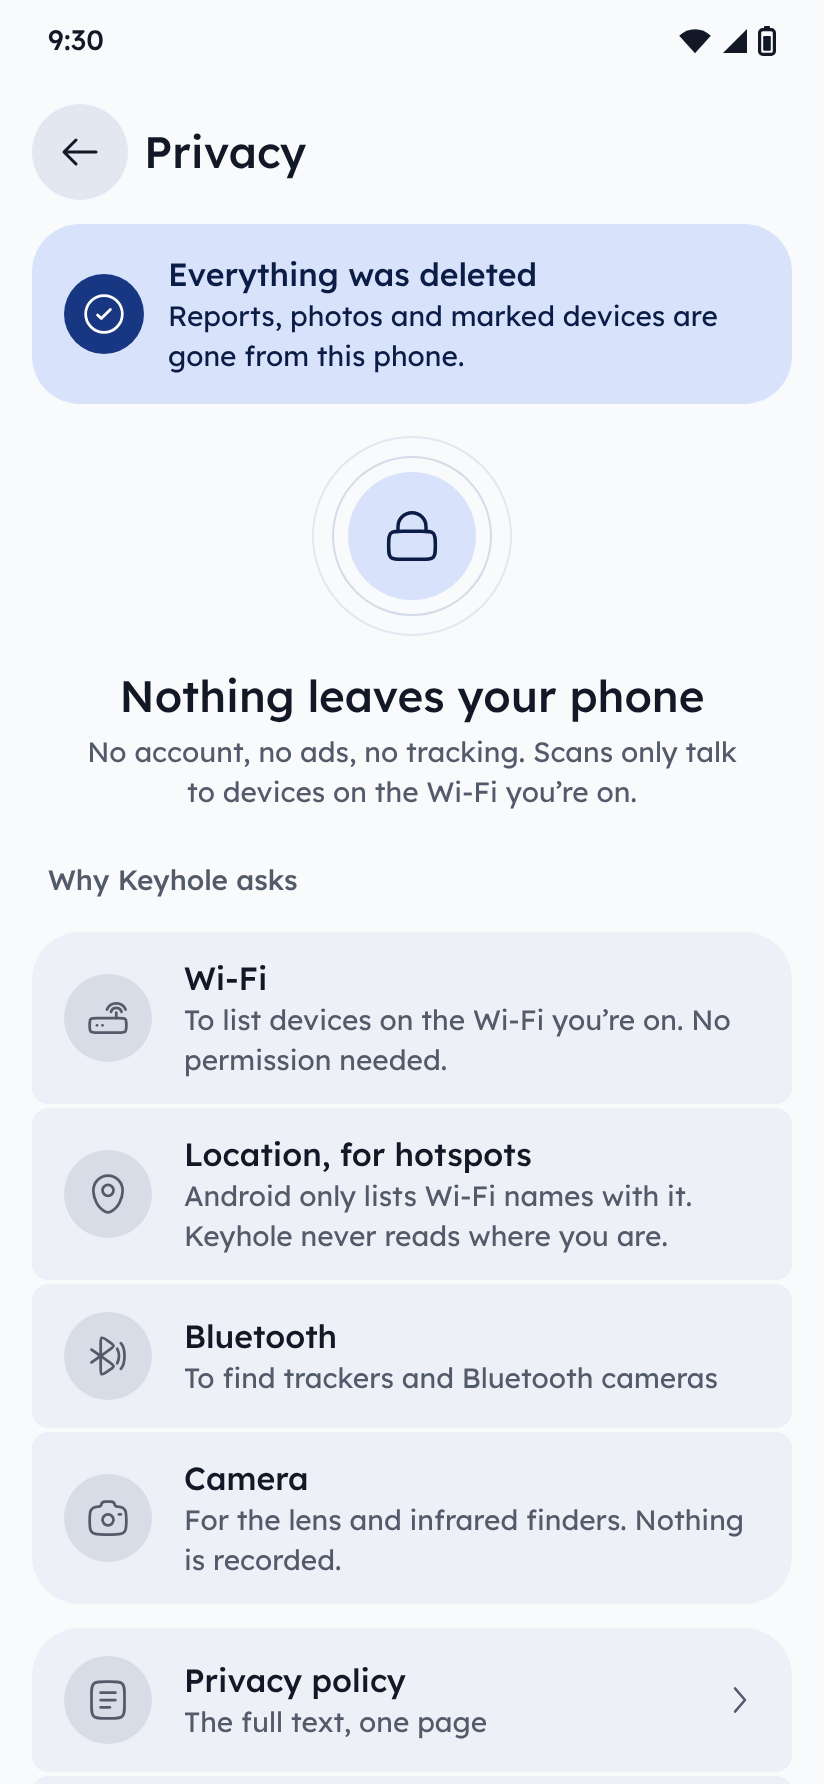 9:30
Privacy
Everything was deleted
Reports, photos and marked devices are
gone from this phone.
Nothing leaves your phone
No account, no ads, no tracking. Scans only talk
to devices on the Wi-Fi you’re on.
Why Keyhole asks
Wi-Fi
To list devices on the Wi-Fi you’re on. No
permission needed.
Location, for hotspots
Android only lists Wi-Fi names with it.
Keyhole never reads where you are.
Bluetooth
To find trackers and Bluetooth cameras
Camera
For the lens and infrared finders. Nothing
is recorded.
Privacy policy
The full text, one page